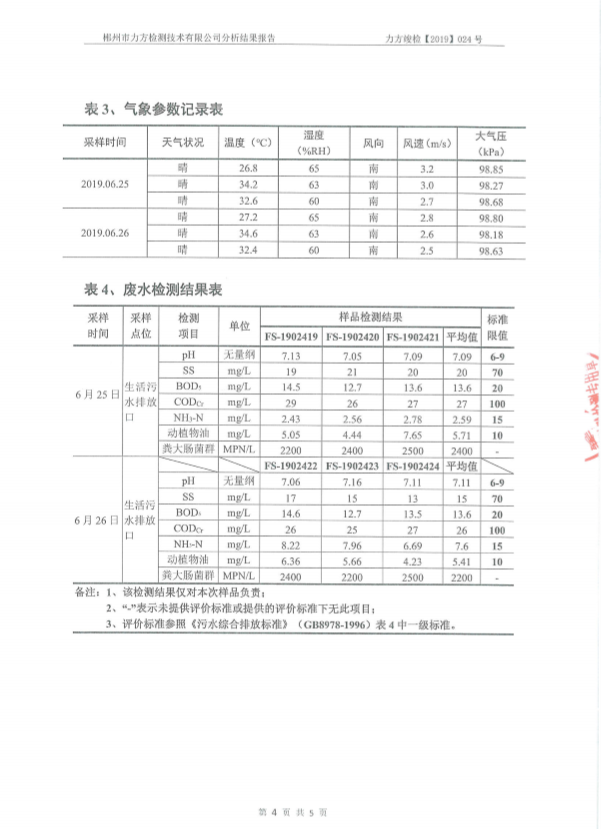 郴州市力方检测技术有限公司分析结果报告 力方竣检【2019】024号
表 3、气象参数记录表
采样时间 天气状况 温度(℃) 湿度(%RH) 风向 风速(m/s) 大气压(kPa)
2019.06.25 晴 26.8 65 南 3.2 98.85
晴 34.2 63 南 3.0 98.27
晴 32.6 60 南 2.7 98.68
2019.06.26 晴 27.2 65 南 2.8 98.80
晴 34.6 63 南 2.6 98.18
晴 32.4 60 南 2.5 98.63
表 4、废水检测结果表
采样时间 采样点位 检测项目 单位 样品检测结果 标准限值
FS-1902419 FS-1902420 FS-1902421 平均值
6月25日 生活污水排放口 pH 无量纲 7.13 7.05 7.09 7.09 6-9
SS mg/L 19 21 20 20 70
BOD5 mg/L 14.5 12.7 13.6 13.6 20
CODCr mg/L 29 26 27 27 100
NH3-N mg/L 2.43 2.56 2.78 2.59 15
动植物油 mg/L 5.05 4.44 7.65 5.71 10
粪大肠菌群 MPN/L 2200 2400 2500 2400 -
FS-1902422 FS-1902423 FS-1902424 平均值
6月26日 生活污水排放口 pH 无量纲 7.06 7.16 7.11 7.11 6-9
SS mg/L 17 15 13 15 70
BOD5 mg/L 14.6 12.7 13.5 13.6 20
CODCr mg/L 26 25 27 26 100
NH3-N mg/L 8.22 7.96 6.69 7.6 15
动植物油 mg/L 6.36 5.66 4.23 5.41 10
粪大肠菌群 MPN/L 2400 2200 2500 2200 -
备注:1、该检测结果仅对本次样品负责;
2、“-”表示未提供评价标准或提供的评价标准下无此项目;
3、评价标准参照《污水综合排放标准》(GB8978-1996)表 4 中一级标准。
第 4 页 共 5 页